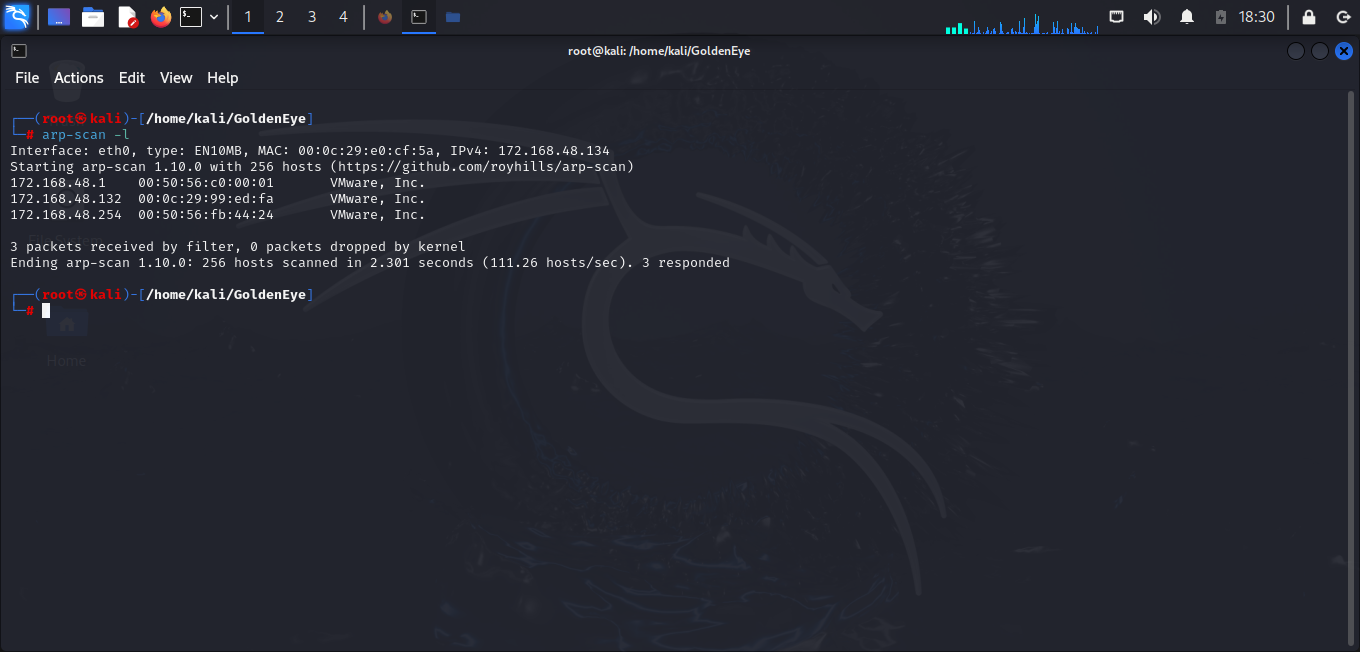 1 2 3 4 18:30
root@kali: /home/kali/GoldenEye
File Actions Edit View Help
┌──(root㉿kali)-[/home/kali/GoldenEye]
└─# arp-scan -l
Interface: eth0, type: EN10MB, MAC: 00:0c:29:e0:cf:5a, IPv4: 172.168.48.134
Starting arp-scan 1.10.0 with 256 hosts (https://github.com/royhills/arp-scan)
172.168.48.1 00:50:56:c0:00:01 VMware, Inc.
172.168.48.132 00:0c:29:99:ed:fa VMware, Inc.
172.168.48.254 00:50:56:fb:44:24 VMware, Inc.
3 packets received by filter, 0 packets dropped by kernel
Ending arp-scan 1.10.0: 256 hosts scanned in 2.301 seconds (111.26 hosts/sec). 3 responded
┌──(root㉿kali)-[/home/kali/GoldenEye]
└─#
Home